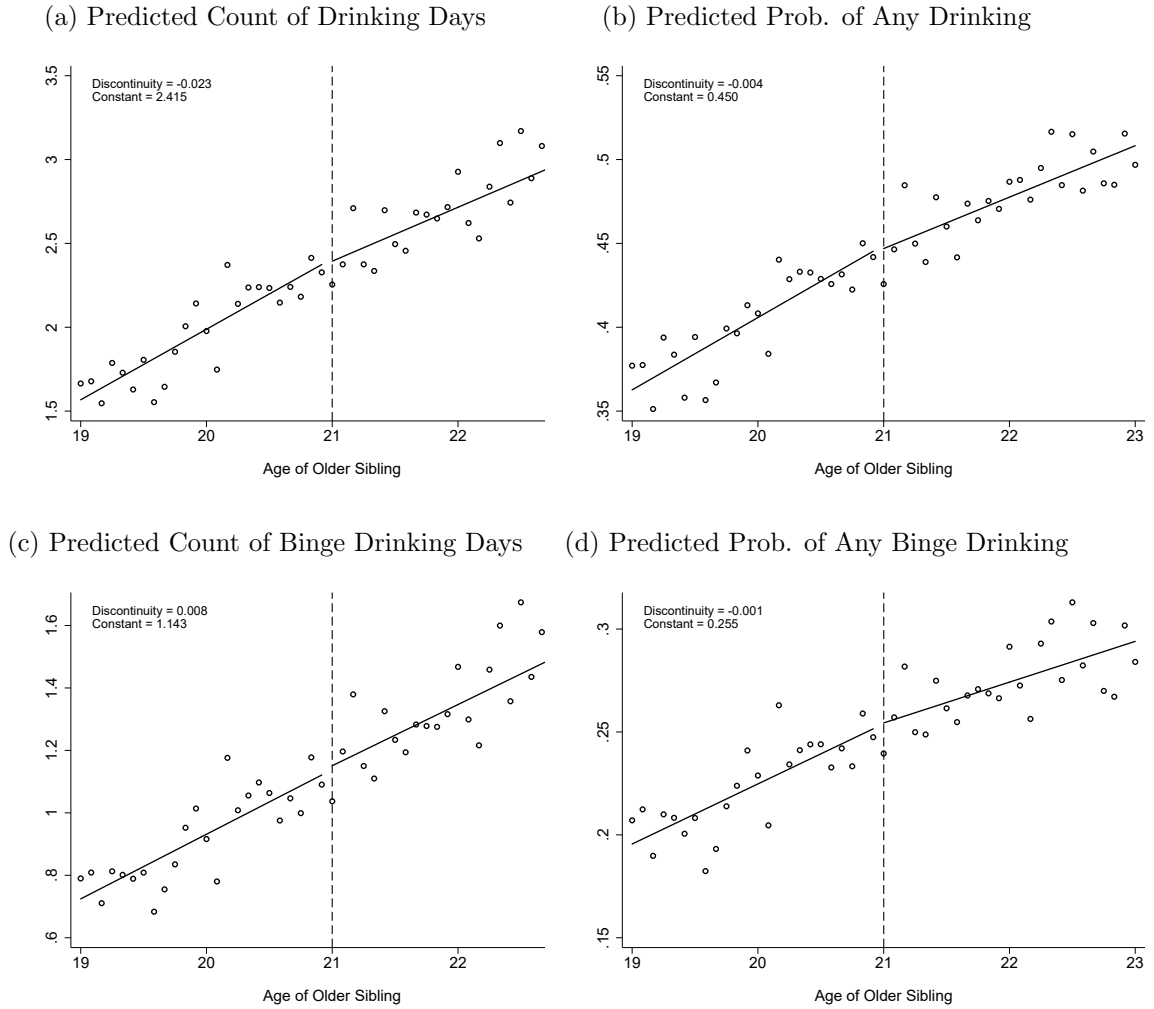 (a) Predicted Count of Drinking Days
Discontinuity = -0.023
Constant = 2.415
3.5
3
2.5
2
1.5
19 20 21 22
Age of Older Sibling
(b) Predicted Prob. of Any Drinking
Discontinuity = -0.004
Constant = 0.450
.55
.5
.45
.4
.35
19 20 21 22 23
Age of Older Sibling
(c) Predicted Count of Binge Drinking Days
Discontinuity = 0.008
Constant = 1.143
1.6
1.4
1.2
1
.8
.6
19 20 21 22
Age of Older Sibling
(d) Predicted Prob. of Any Binge Drinking
Discontinuity = -0.001
Constant = 0.255
.3
.25
.2
.15
19 20 21 22 23
Age of Older Sibling